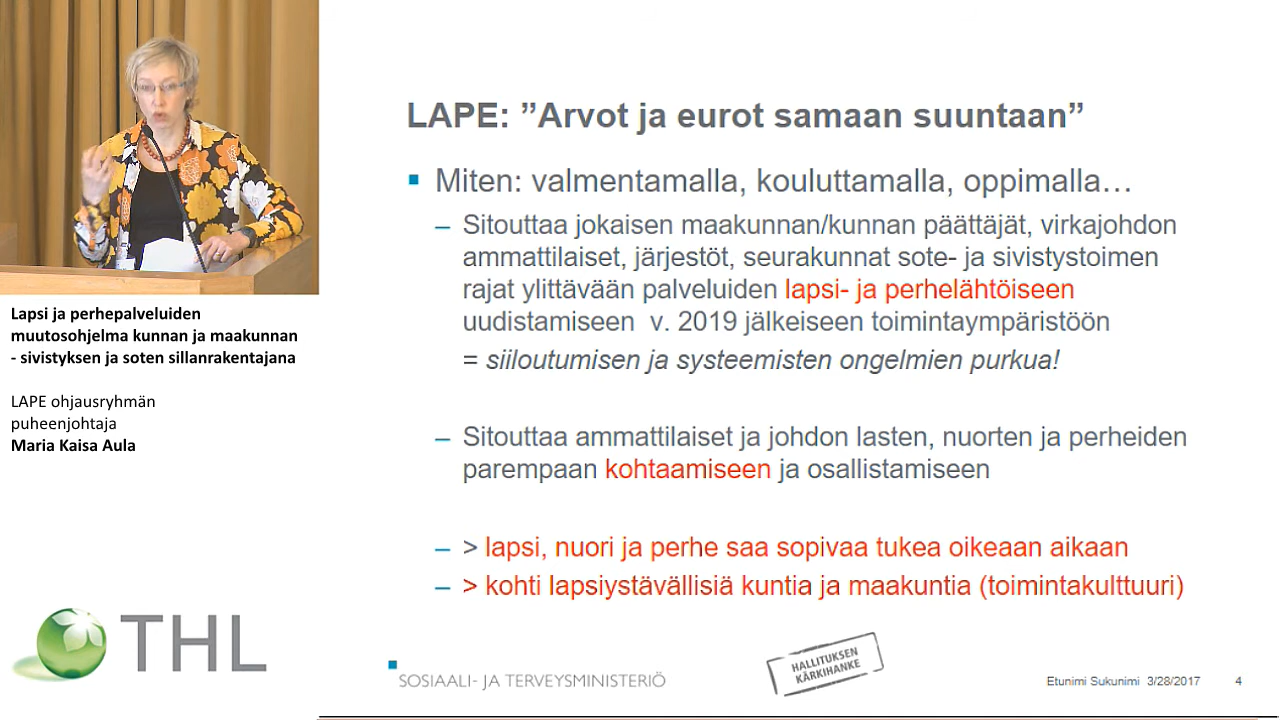 LAPE: ”Arvot ja eurot samaan suuntaan”
Miten: valmentamalla, kouluttamalla, oppimalla…
– Sitouttaa jokaisen maakunnan/kunnan päättäjät, virkajohdon
ammattilaiset, järjestöt, seurakunnat sote- ja sivistystoimen
rajat ylittävään palveluiden lapsi- ja perhelähtöiseen
uudistamiseen v. 2019 jälkeiseen toimintaympäristöön
= siiloutumisen ja systeemisten ongelmien purkua!
– Sitouttaa ammattilaiset ja johdon lasten, nuorten ja perheiden
parempaan kohtaamiseen ja osallistamiseen
– > lapsi, nuori ja perhe saa sopivaa tukea oikeaan aikaan
– > kohti lapsiystävällisiä kuntia ja maakuntia (toimintakulttuuri)
Lapsi ja perhepalveluiden
muutosohjelma kunnan ja maakunnan
- sivistyksen ja soten sillanrakentajana
LAPE ohjausryhmän
puheenjohtaja
Maria Kaisa Aula
THL
SOSIAALI- JA TERVEYSMINISTERIÖ
HALLITUKSEN
KÄRKIHANKE
Etunimi Sukunimi 3/28/2017 4